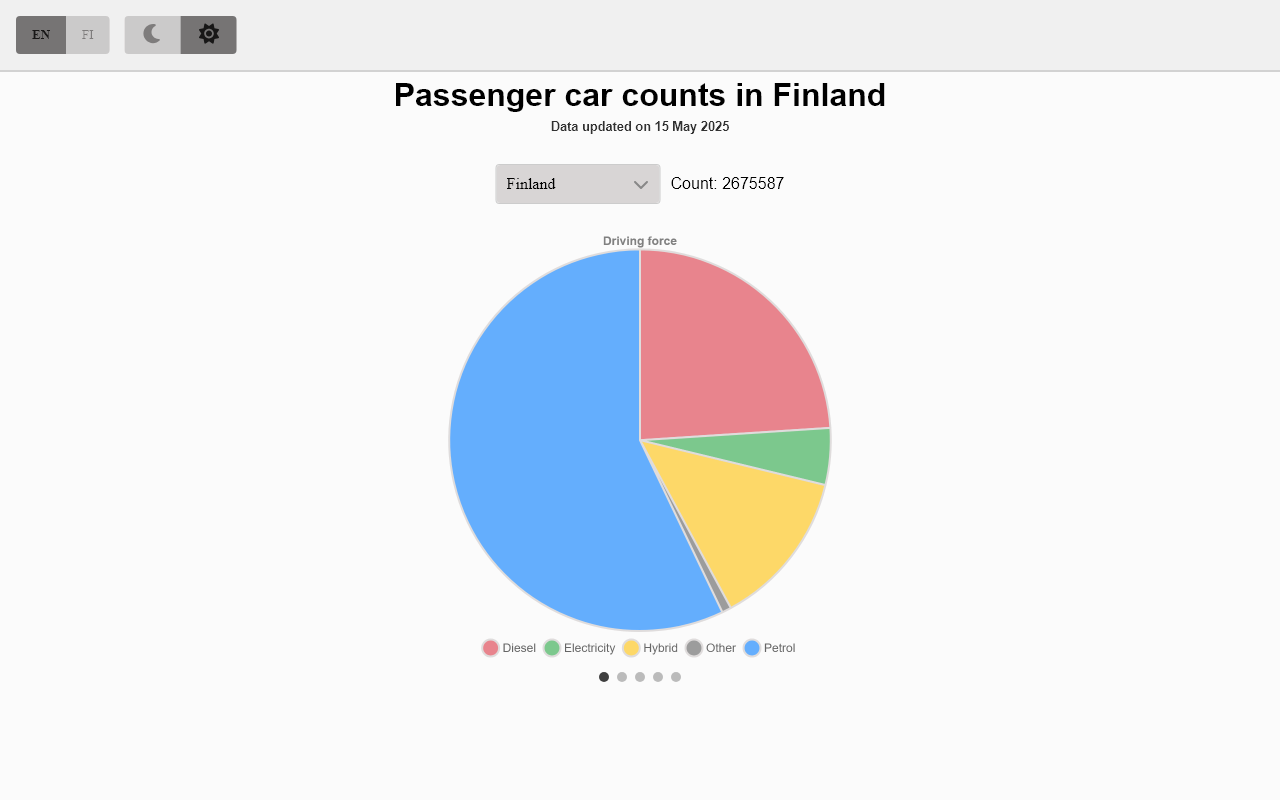 EN FI
Passenger car counts in Finland
Data updated on 15 May 2025
Finland Count: 2675587
Driving force
Diesel Electricity Hybrid Other Petrol